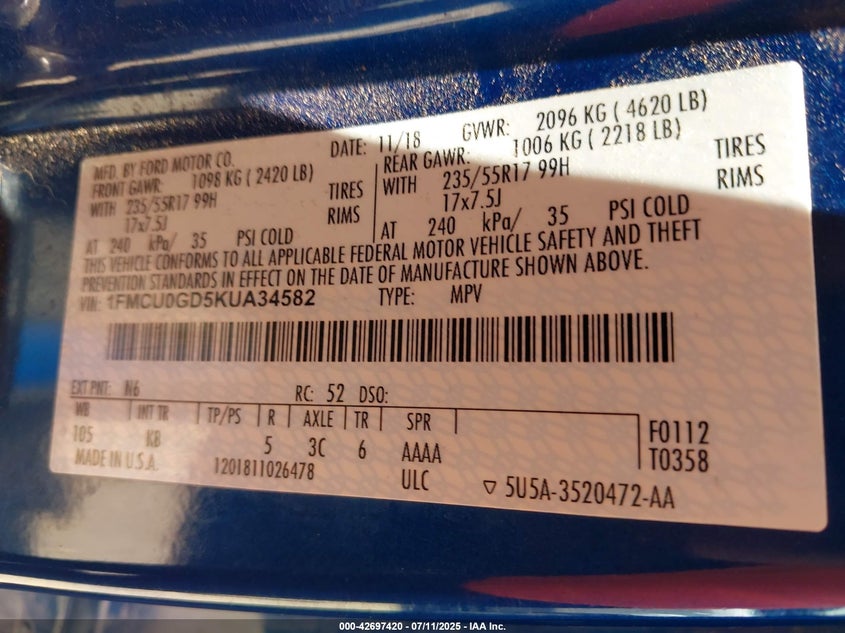 MFD. BY FORD MOTOR CO.
DATE: 11/18 GVWR: 2096 KG ( 4620 LB)
FRONT GAWR: 1098 KG ( 2420 LB)
WITH 235/55R17 99H TIRES
17x7.5J RIMS
AT 240 kPa/ 35 PSI COLD
REAR GAWR: 1006 KG ( 2218 LB)
WITH 235/55R17 99H TIRES
17x7.5J RIMS
AT 240 kPa/ 35 PSI COLD
THIS VEHICLE CONFORMS TO ALL APPLICABLE FEDERAL MOTOR VEHICLE SAFETY AND THEFT
PREVENTION STANDARDS IN EFFECT ON THE DATE OF MANUFACTURE SHOWN ABOVE.
VIN: 1FMCU0GD5KUA34582 TYPE: MPV
EXT PNT: N6 RC: 52 DSO:
WB INT TR TP/PS R AXLE TR SPR
105 KB 5 3C 6 AAAA
F0112
T0358
MADE IN U.S.A. 1201811026478 ULC ▽ 5U5A-3520472-AA
000-42697420 - 07/11/2025 - IAA Inc.